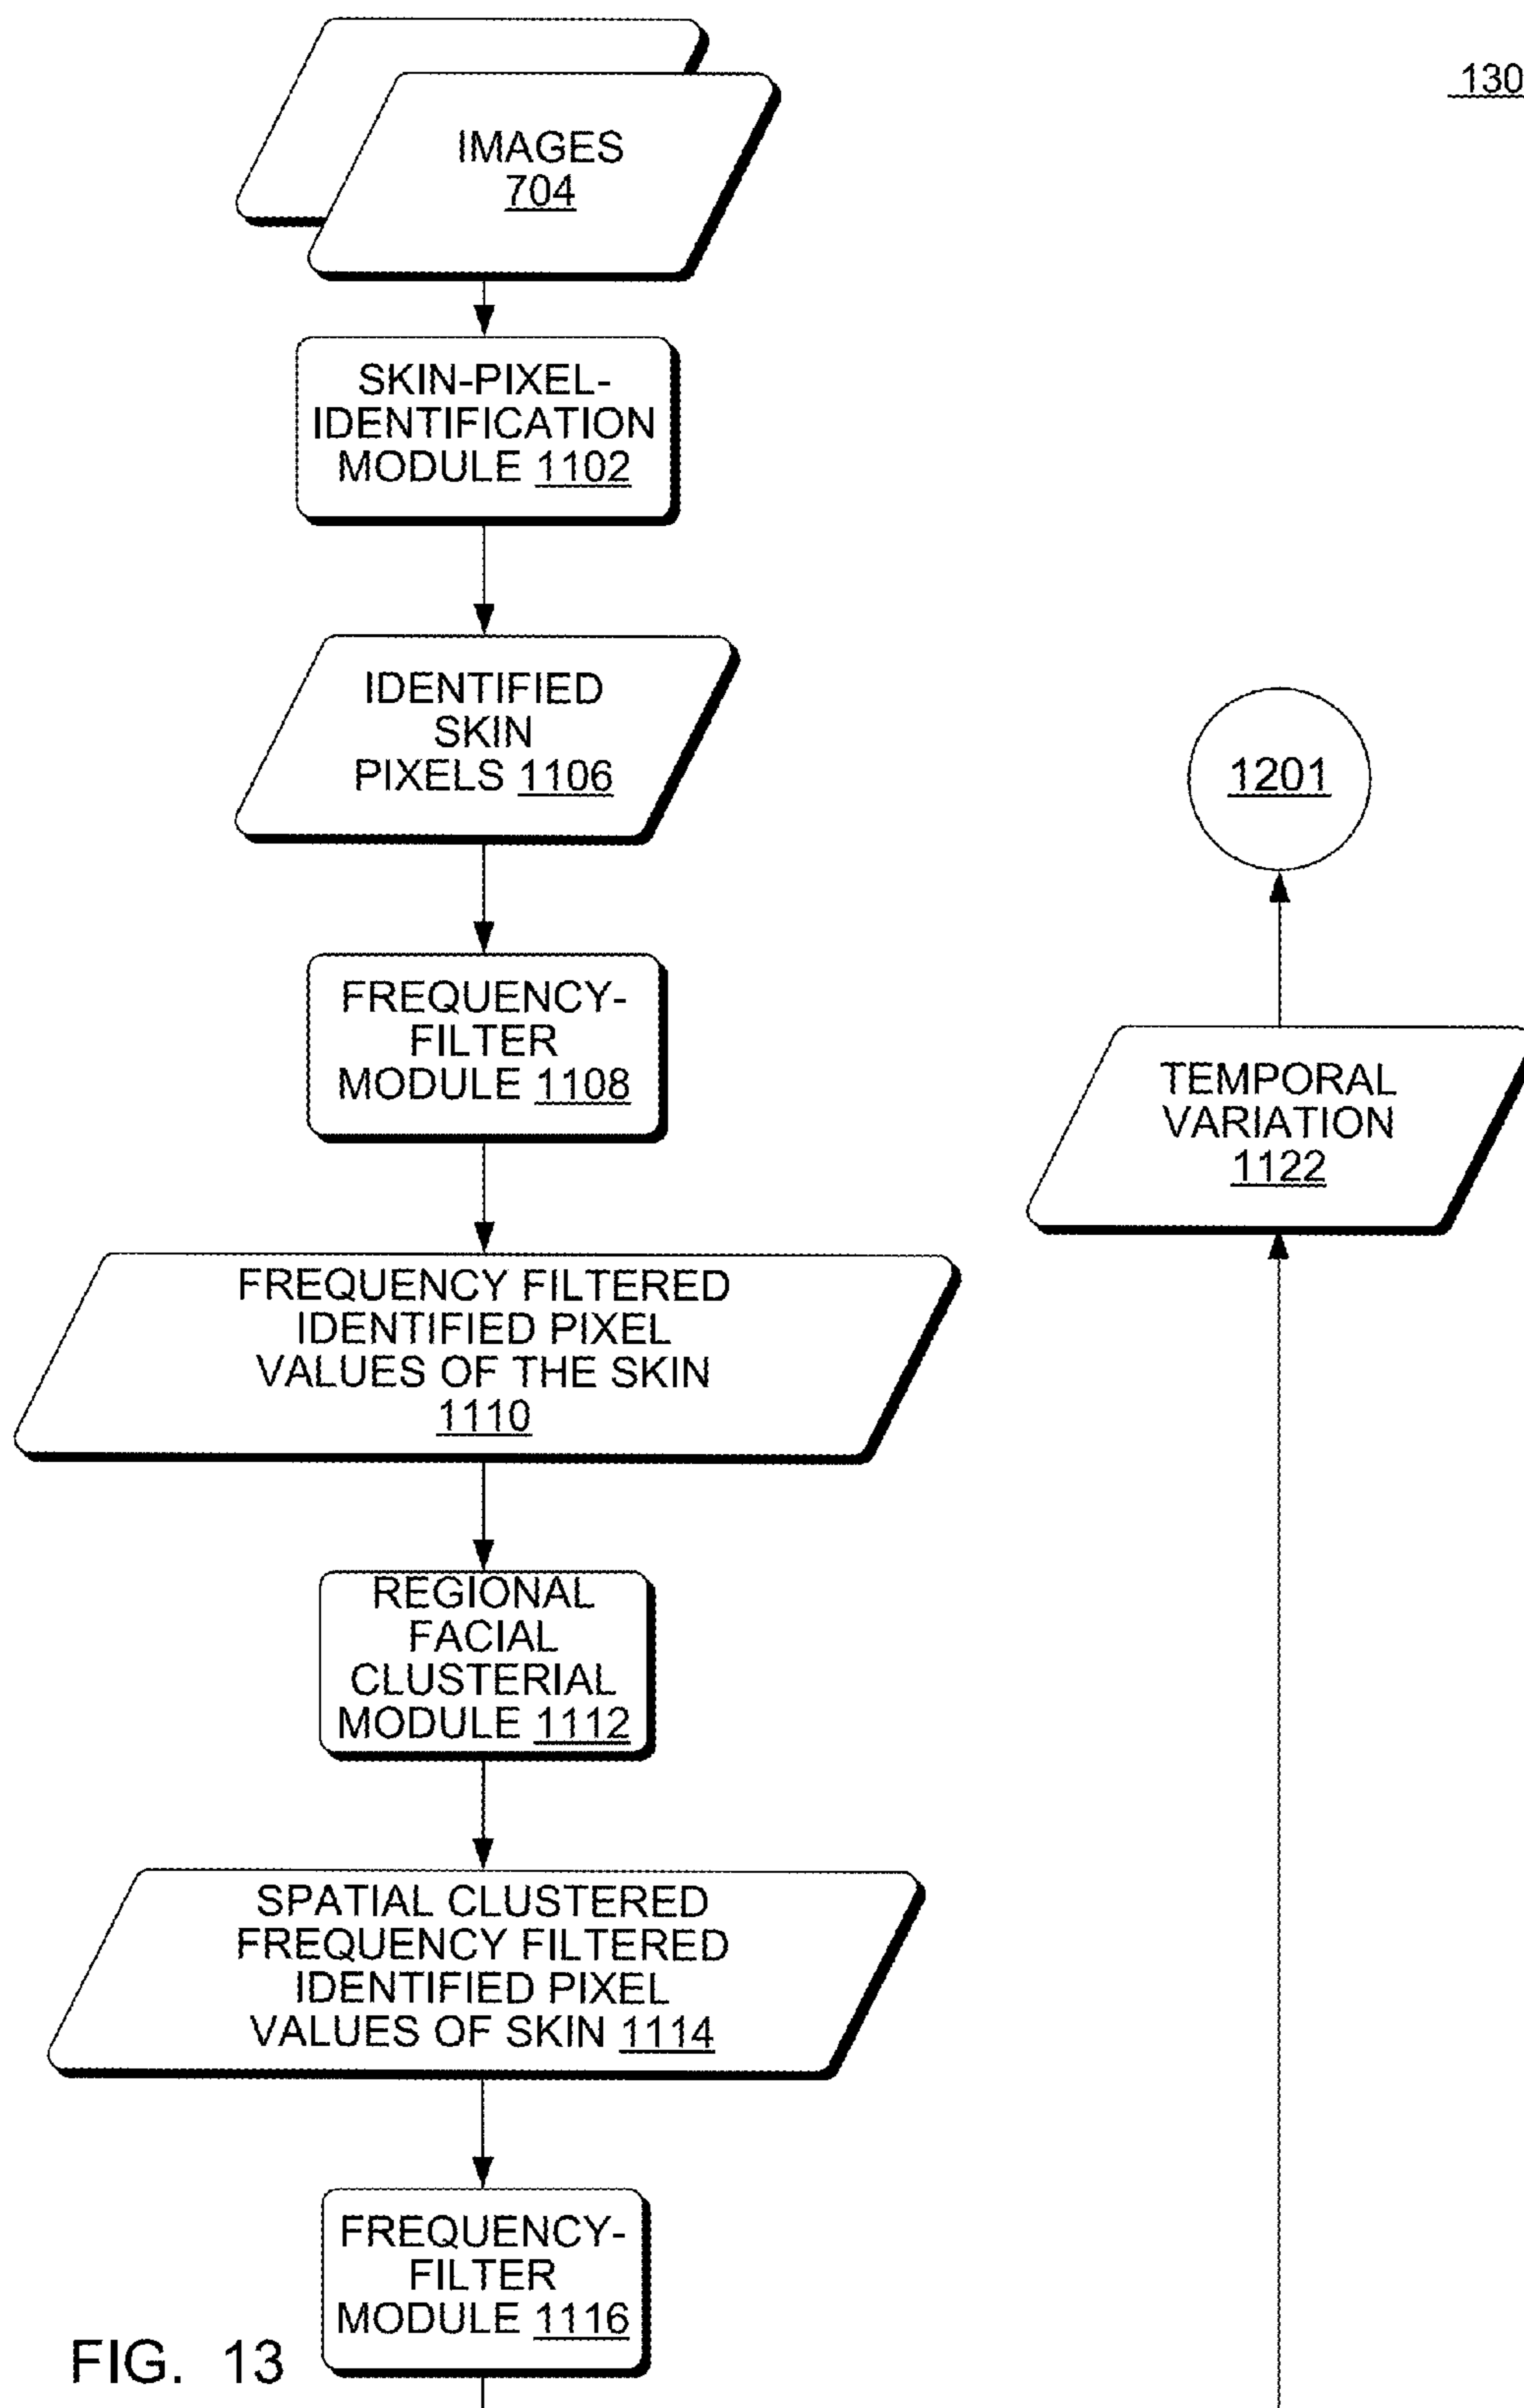 130
IMAGES
704
SKIN-PIXEL-
IDENTIFICATION
MODULE 1102
IDENTIFIED
SKIN
PIXELS 1106
FREQUENCY-
FILTER
MODULE 1108
FREQUENCY FILTERED
IDENTIFIED PIXEL
VALUES OF THE SKIN
1110
REGIONAL
FACIAL
CLUSTERIAL
MODULE 1112
SPATIAL CLUSTERED
FREQUENCY FILTERED
IDENTIFIED PIXEL
VALUES OF SKIN 1114
FREQUENCY-
FILTER
MODULE 1116
1201
TEMPORAL
VARIATION
1122
FIG. 13